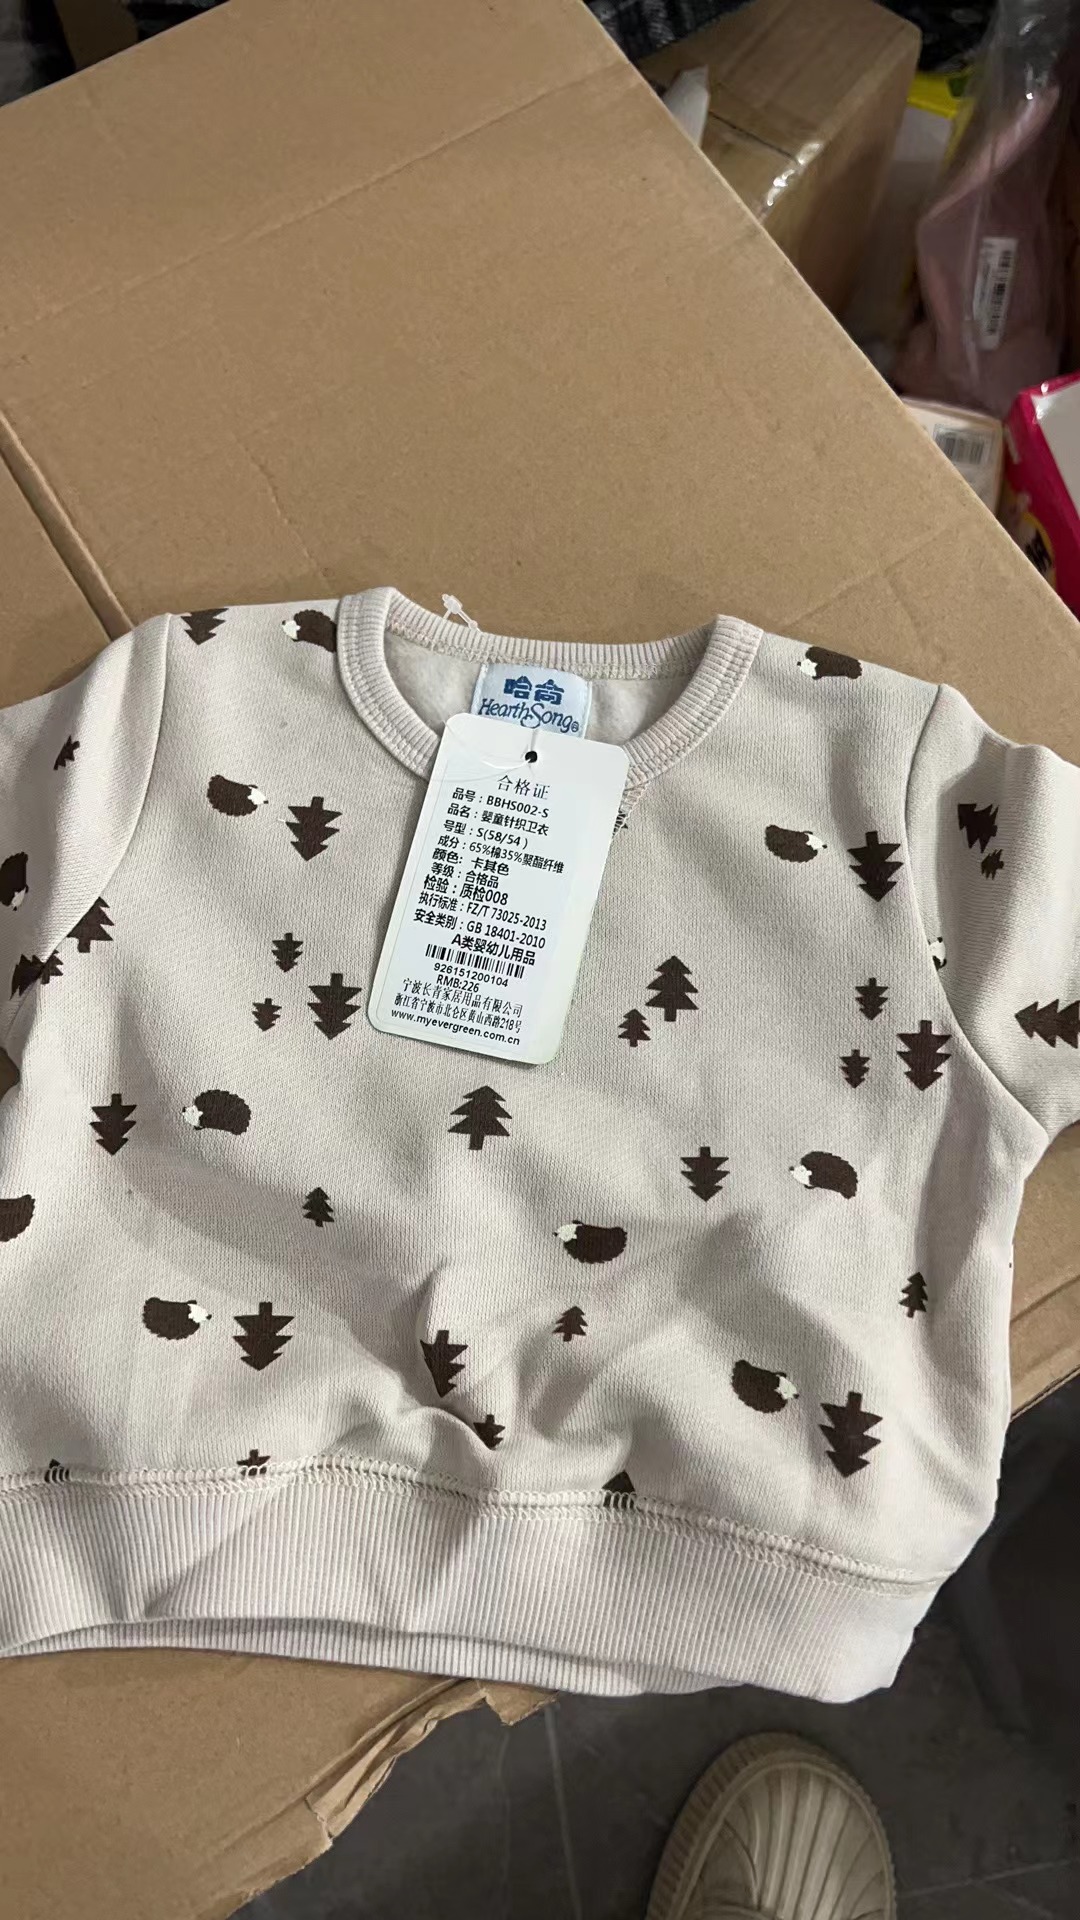 哈高
HearthSong®
合格证
品号：BBHS002-S
品名：婴童针织卫衣
号型：S(58/54 )
成分：65%棉35%聚酯纤维
颜色: 卡其色
等级：合格品
检验：质检008
执行标准：FZ/T 73025-2013
安全类别：GB 18401-2010
A类婴幼儿用品
926151200104
RMB:226
宁波长青家居用品有限公司
浙江省宁波市北仑区黄山西路218号
www.myevergreen.com.cn